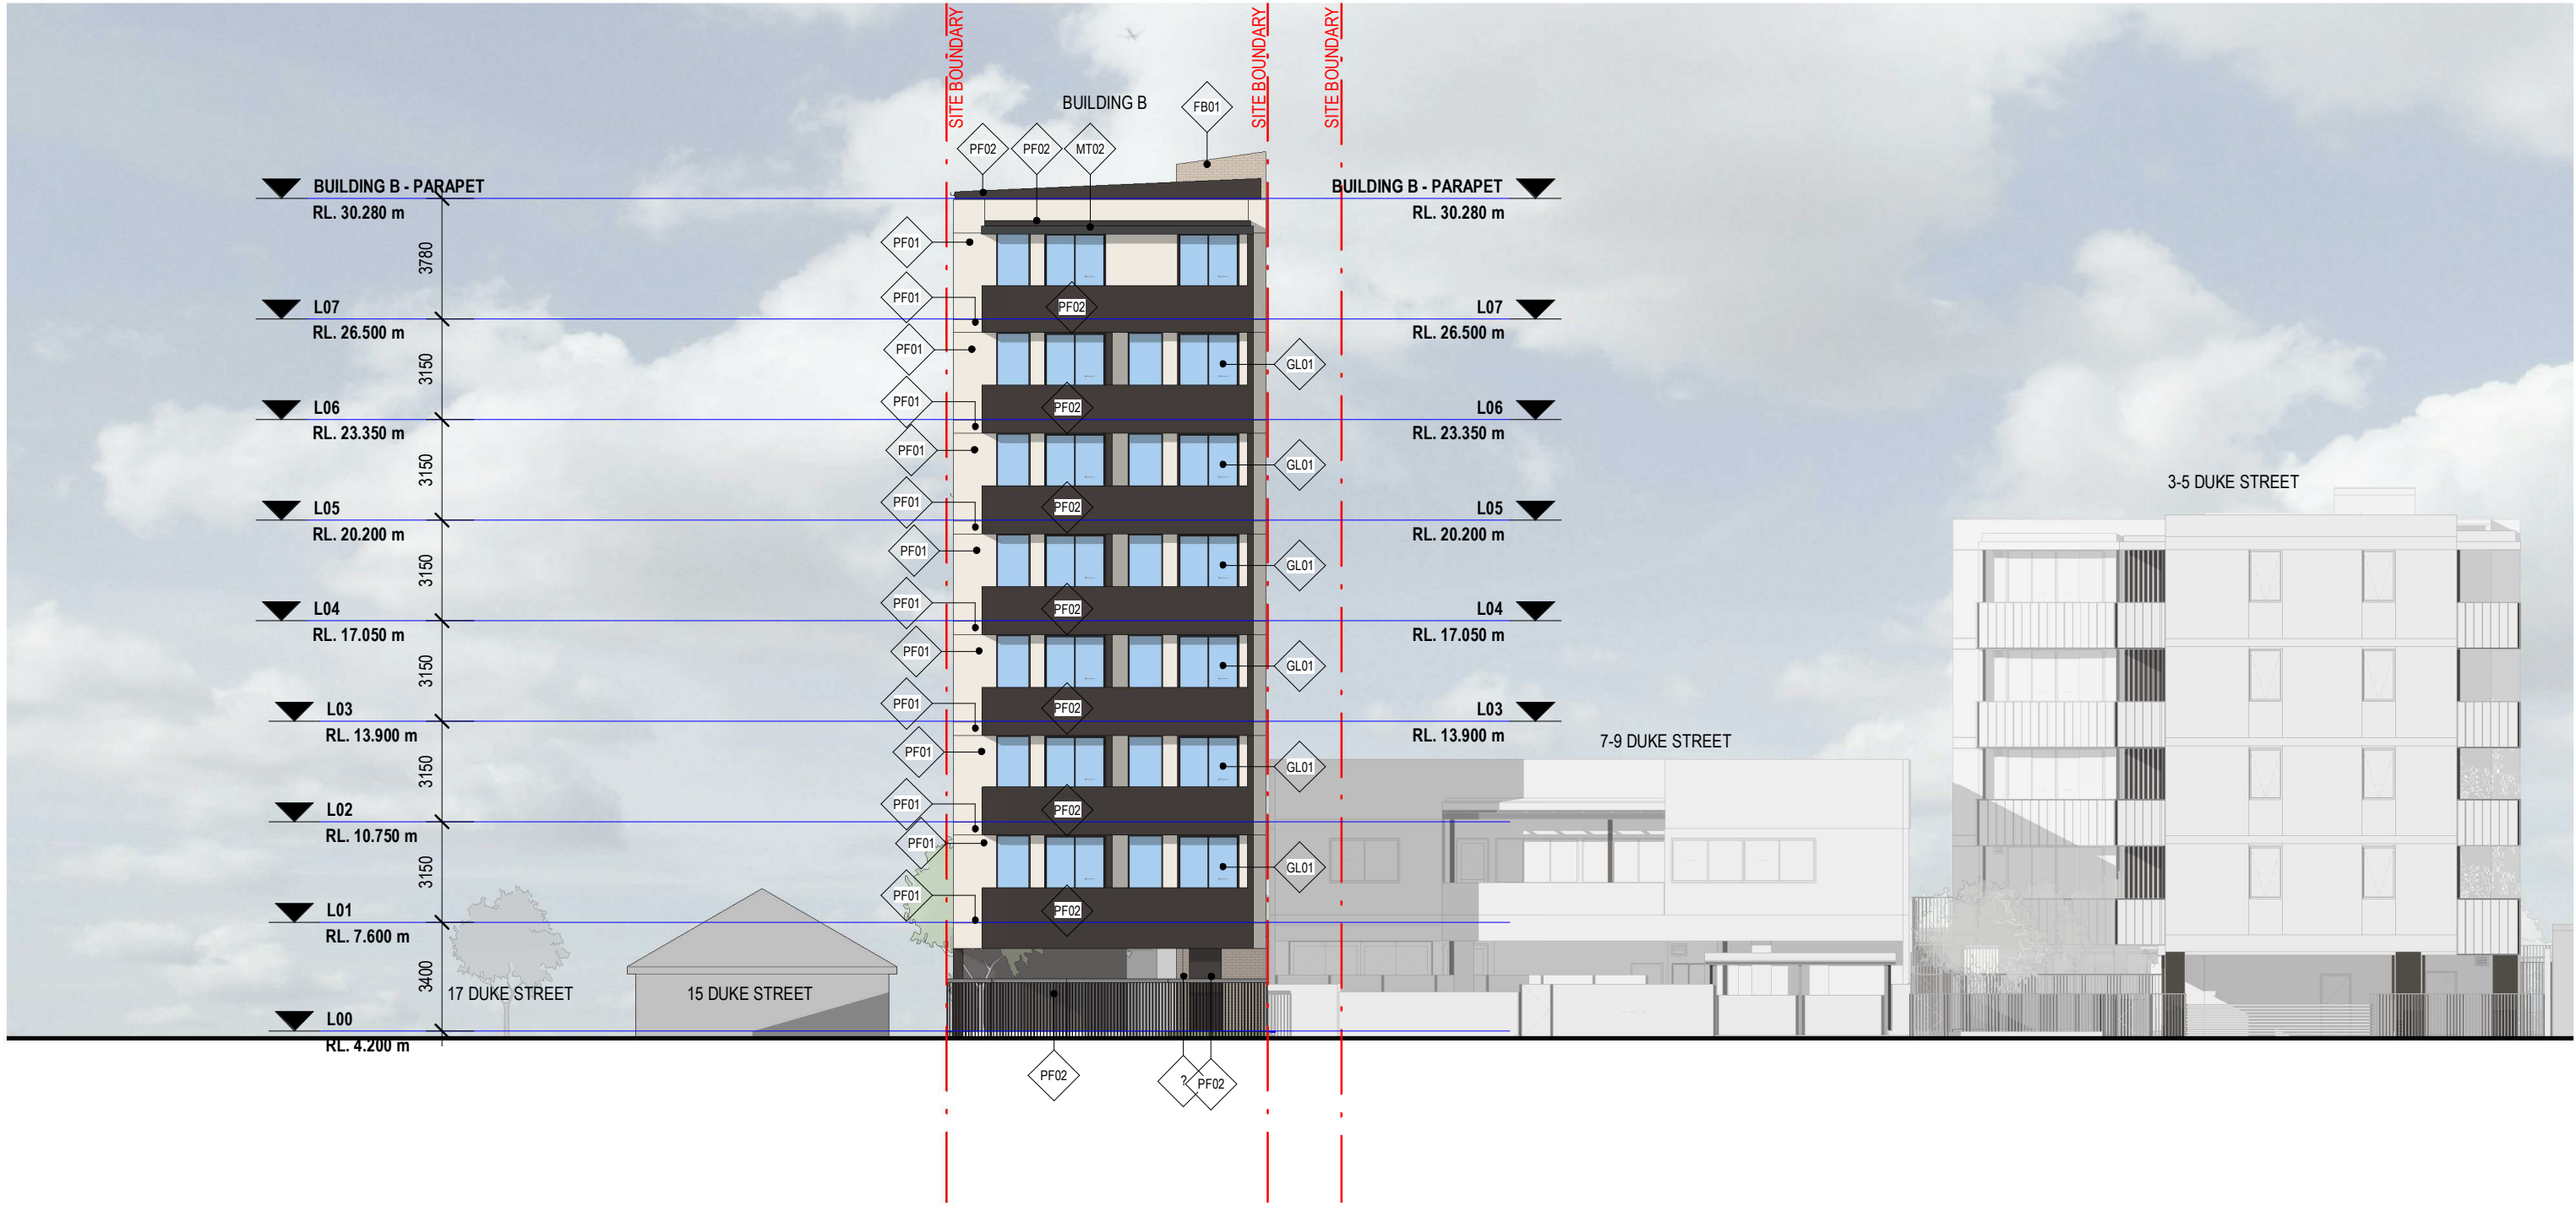 SITE BOUNDARY
SITE BOUNDARY
SITE BOUNDARY
BUILDING B
FB01
PF02
PF02
MT02
BUILDING B - PARAPET
RL. 30.280 m
BUILDING B - PARAPET
RL. 30.280 m
PF01
3780
PF01
PF02
L07
RL. 26.500 m
L07
RL. 26.500 m
PF01
GL01
3150
PF01
PF02
L06
RL. 23.350 m
L06
RL. 23.350 m
PF01
GL01
3150
3-5 DUKE STREET
PF01
PF02
L05
RL. 20.200 m
L05
RL. 20.200 m
PF01
GL01
3150
PF01
PF02
L04
RL. 17.050 m
L04
RL. 17.050 m
PF01
GL01
3150
PF01
PF02
L03
RL. 13.900 m
L03
RL. 13.900 m
7-9 DUKE STREET
PF01
GL01
3150
PF01
PF02
L02
RL. 10.750 m
PF01
GL01
3150
PF01
PF02
L01
RL. 7.600 m
3400
17 DUKE STREET
15 DUKE STREET
L00
RL. 4.200 m
PF02
?
PF02